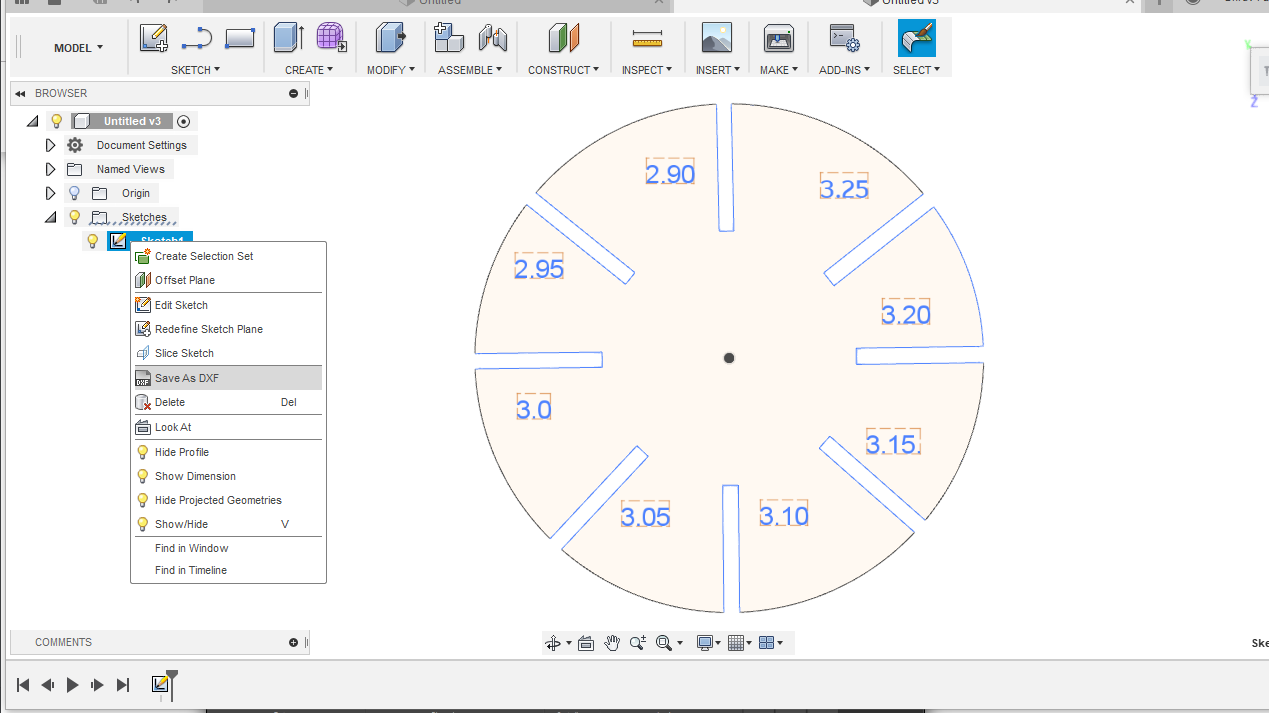 Untitled
Untitled v3
MODEL
SKETCH
CREATE
MODIFY
ASSEMBLE
CONSTRUCT
INSPECT
INSERT
MAKE
ADD-INS
SELECT
BROWSER
Untitled v3
Document Settings
Named Views
Origin
Sketches
Sketch1
Create Selection Set
Offset Plane
Edit Sketch
Redefine Sketch Plane
Slice Sketch
DXF Save As DXF
Delete Del
Look At
Hide Profile
Show Dimension
Hide Projected Geometries
Show/Hide V
Find in Window
Find in Timeline
2.90
3.25
2.95
3.20
3.0
3.15.
3.05
3.10
Z
COMMENTS
Ske